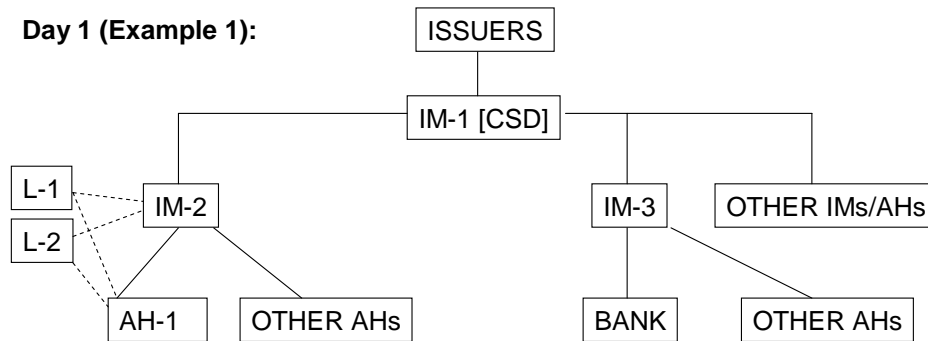 Day 1 (Example 1):
ISSUERS
IM-1 [CSD]
L-1
IM-2
IM-3
OTHER IMs/AHs
L-2
AH-1
OTHER AHs
BANK
OTHER AHs